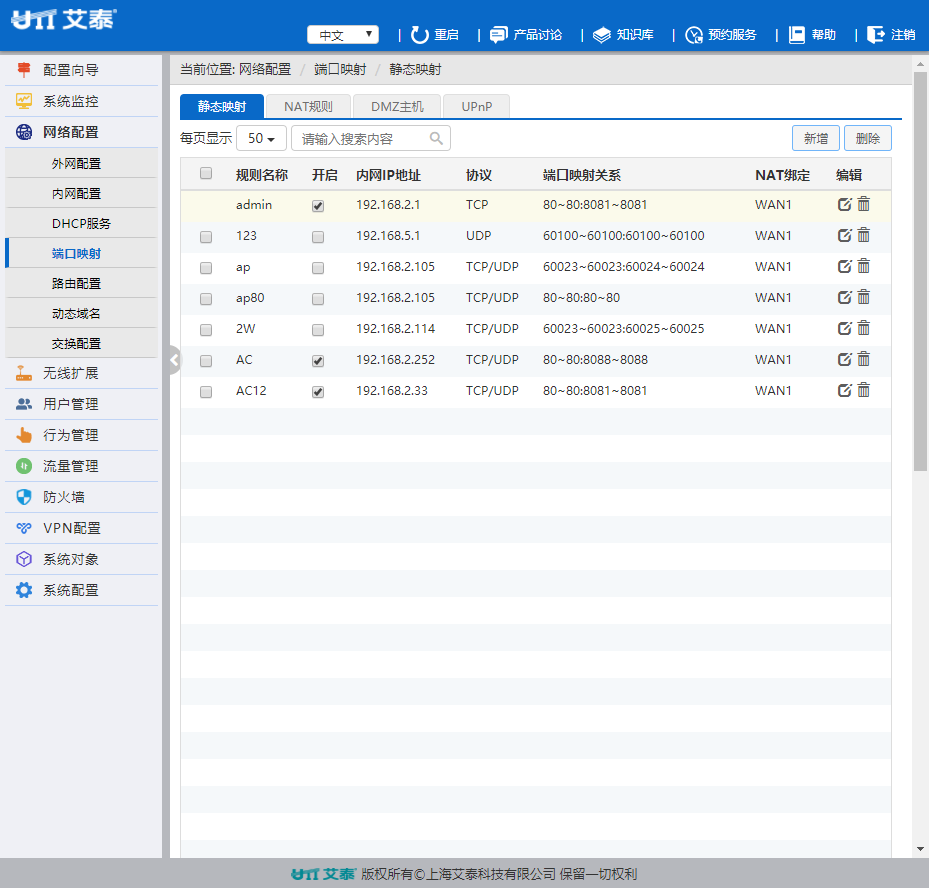 UTT 艾泰®
中文 | 重启 | 产品讨论 | 知识库 | 预约服务 | 帮助 | 注销
配置向导
系统监控
网络配置
外网配置
内网配置
DHCP服务
端口映射
路由配置
动态域名
交换配置
无线扩展
用户管理
行为管理
流量管理
防火墙
VPN配置
系统对象
系统配置
当前位置: 网络配置 / 端口映射 / 静态映射
静态映射 NAT规则 DMZ主机 UPnP
每页显示 50 请输入搜索内容 新增 删除
规则名称 开启 内网IP地址 协议 端口映射关系 NAT绑定 编辑
admin 192.168.2.1 TCP 80~80:8081~8081 WAN1
123 192.168.5.1 UDP 60100~60100:60100~60100 WAN1
ap 192.168.2.105 TCP/UDP 60023~60023:60024~60024 WAN1
ap80 192.168.2.105 TCP/UDP 80~80:80~80 WAN1
2W 192.168.2.114 TCP/UDP 60023~60023:60025~60025 WAN1
AC 192.168.2.252 TCP/UDP 80~80:8088~8088 WAN1
AC12 192.168.2.33 TCP/UDP 80~80:8081~8081 WAN1
UTT 艾泰® 版权所有©上海艾泰科技有限公司 保留一切权利